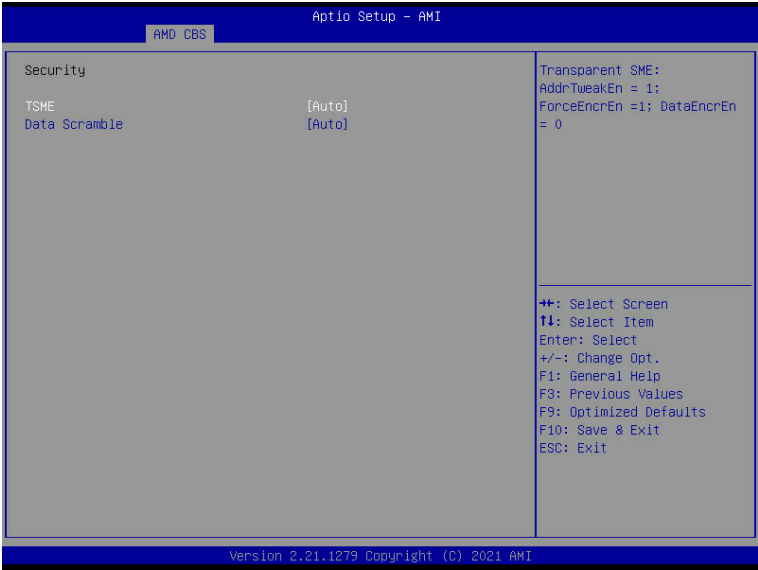 Aptio Setup – AMI
AMD CBS
Security
TSME [Auto]
Data Scramble [Auto]
Transparent SME:
AddrTweakEn = 1;
ForceEncrEn =1; DataEncrEn
= 0
→←: Select Screen
↑↓: Select Item
Enter: Select
+/-: Change Opt.
F1: General Help
F3: Previous Values
F9: Optimized Defaults
F10: Save & Exit
ESC: Exit
Version 2.21.1279 Copyright (C) 2021 AMI